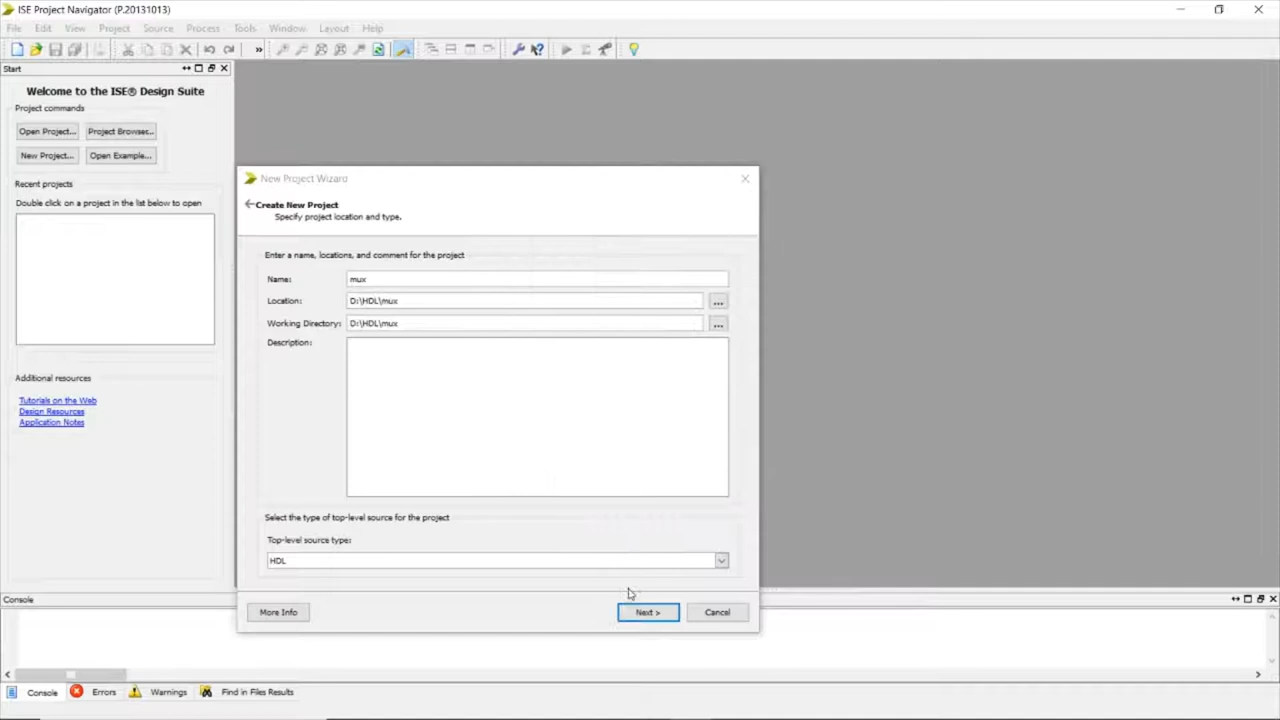 ISE Project Navigator (P.20131013)
File Edit View Project Source Process Tools Window Layout Help
»
Start
Welcome to the ISE® Design Suite
Project commands
Open Project... Project Browser...
New Project... Open Example...
Recent projects
Double click on a project in the list below to open
Additional resources
Tutorials on the Web
Design Resources
Application Notes
New Project Wizard
Create New Project
Specify project location and type.
Enter a name, locations, and comment for the project
Name: mux
Location: D:\HDL\mux ...
Working Directory: D:\HDL\mux ...
Description:
Select the type of top-level source for the project
Top-level source type:
HDL
More Info Next > Cancel
Console
Console Errors Warnings Find in Files Results